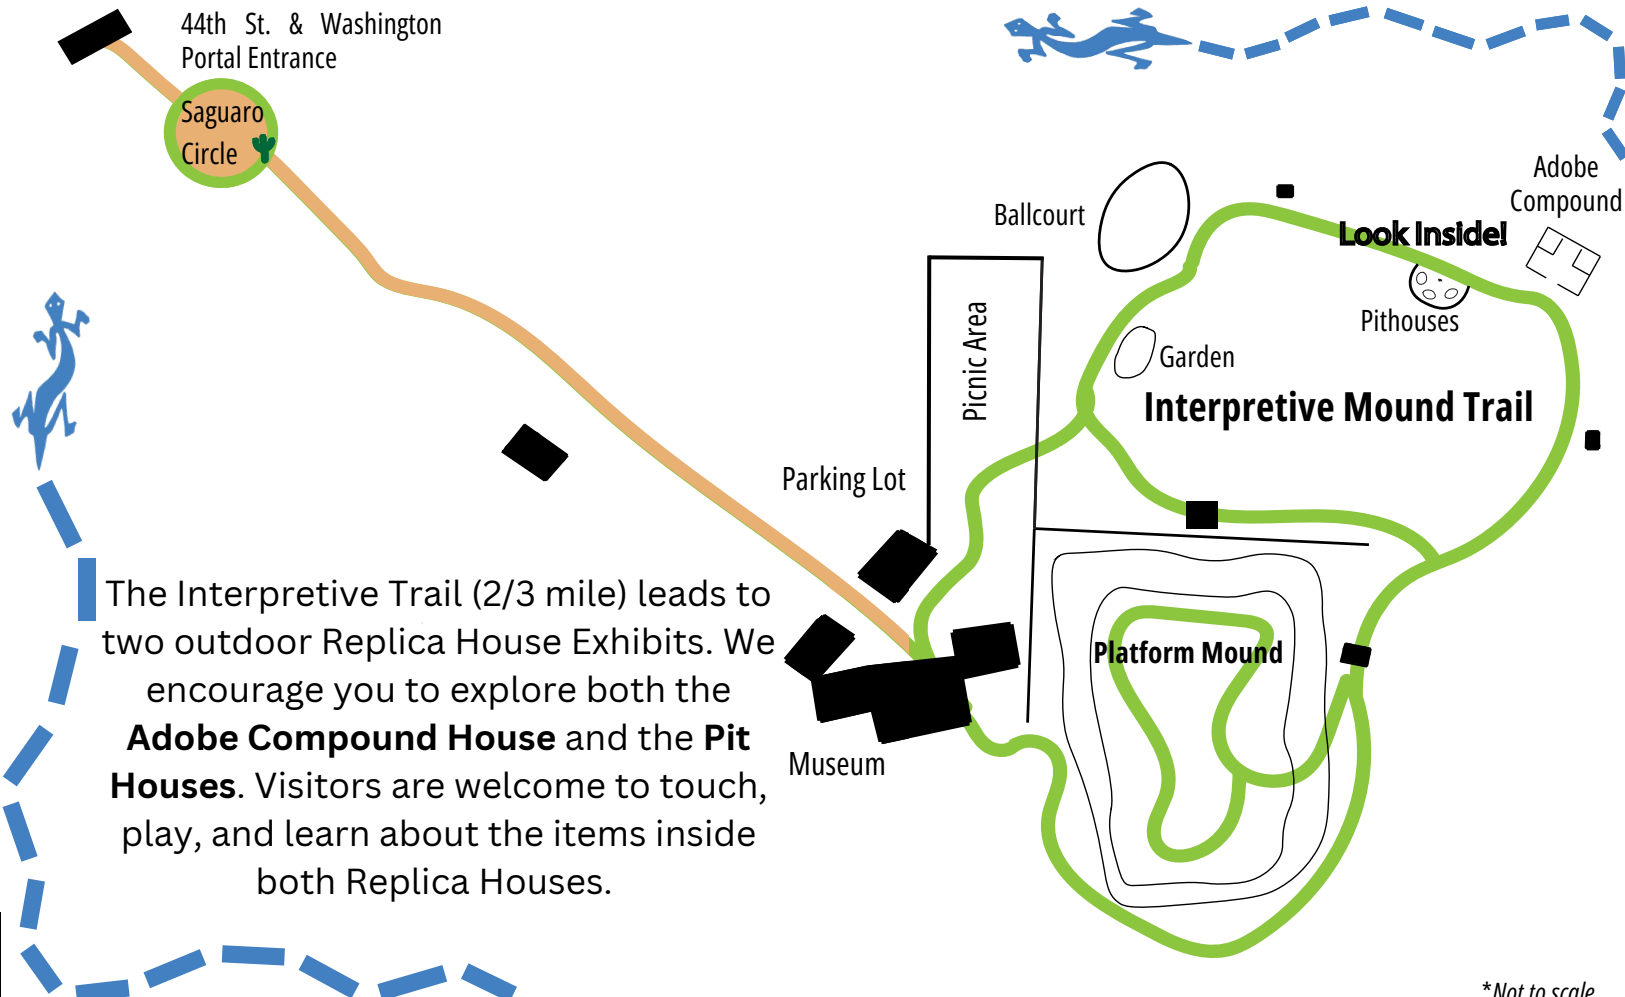 44th St. & Washington
Portal Entrance
Saguaro
Circle
Adobe
Compound
Ballcourt
Look Inside!
Pithouses
Picnic Area
Garden
Interpretive Mound Trail
Parking Lot
The Interpretive Trail (2/3 mile) leads to
two outdoor Replica House Exhibits. We
encourage you to explore both the
Adobe Compound House and the Pit
Houses. Visitors are welcome to touch,
play, and learn about the items inside
both Replica Houses.
Platform Mound
Museum
*Not to scale